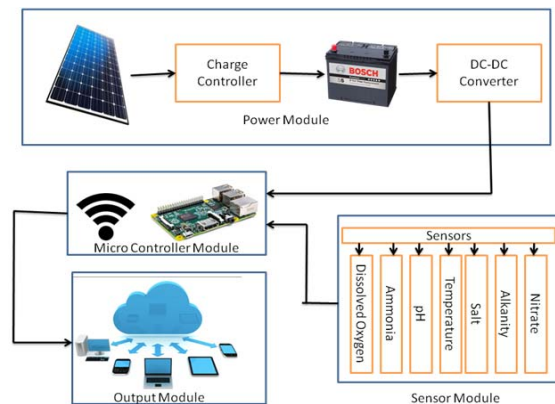 Charge
Controller
BOSCH
DC-DC
Converter
Power Module
Micro Controller Module
Sensors
Dissolved Oxygen
Ammonia
pH
Temperature
Salt
Alkanity
Nitrate
Output Module
Sensor Module